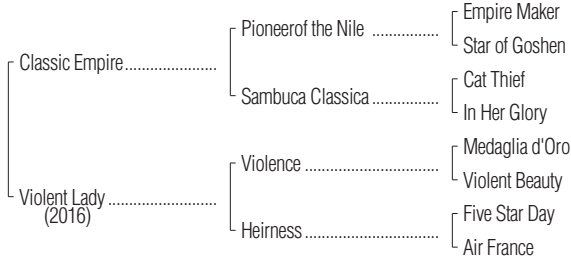 Empire Maker
Pioneerof the Nile ................
Star of Goshen
Classic Empire......................
Cat Thief
Sambuca Classica................
In Her Glory
Medaglia d'Oro
Violence ................................
Violent Beauty
Violent Lady ..........................
(2016)
Five Star Day
Heirness ................................
Air France